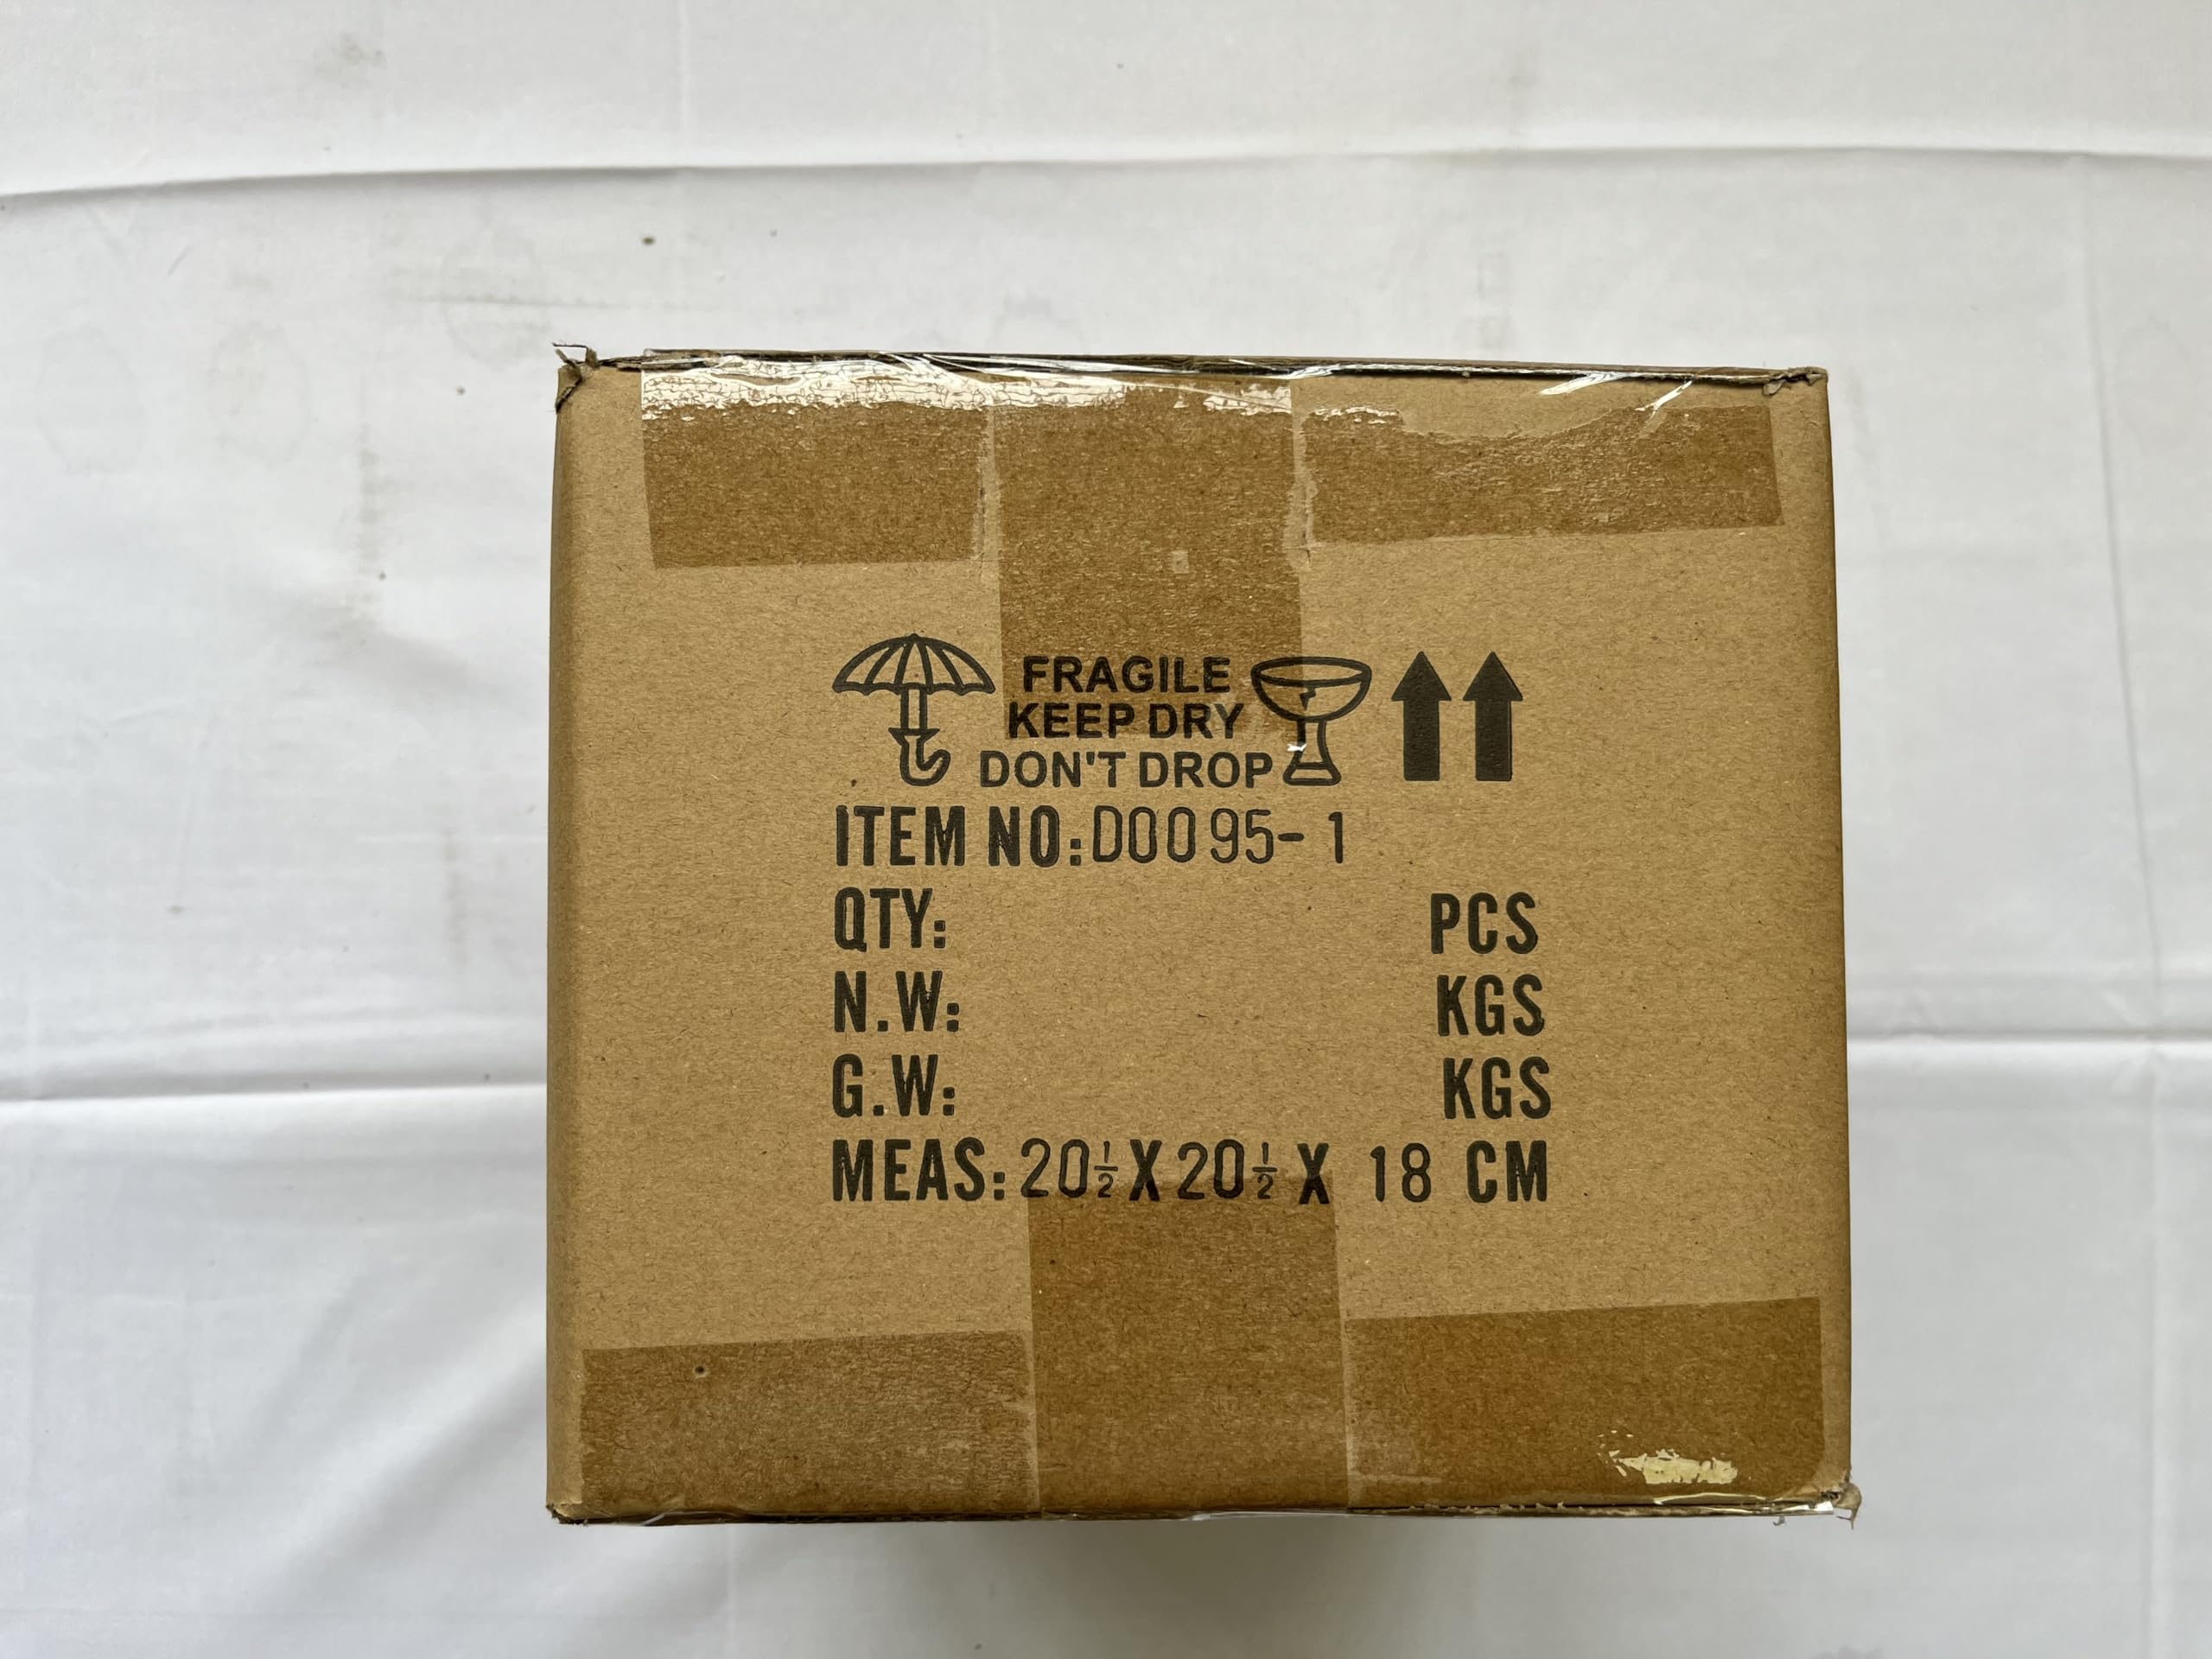 FRAGILE
KEEP DRY
DON'T DROP
ITEM NO:D0095-1
QTY: PCS
N.W: KGS
G.W: KGS
MEAS:20½X20½X 18 CM